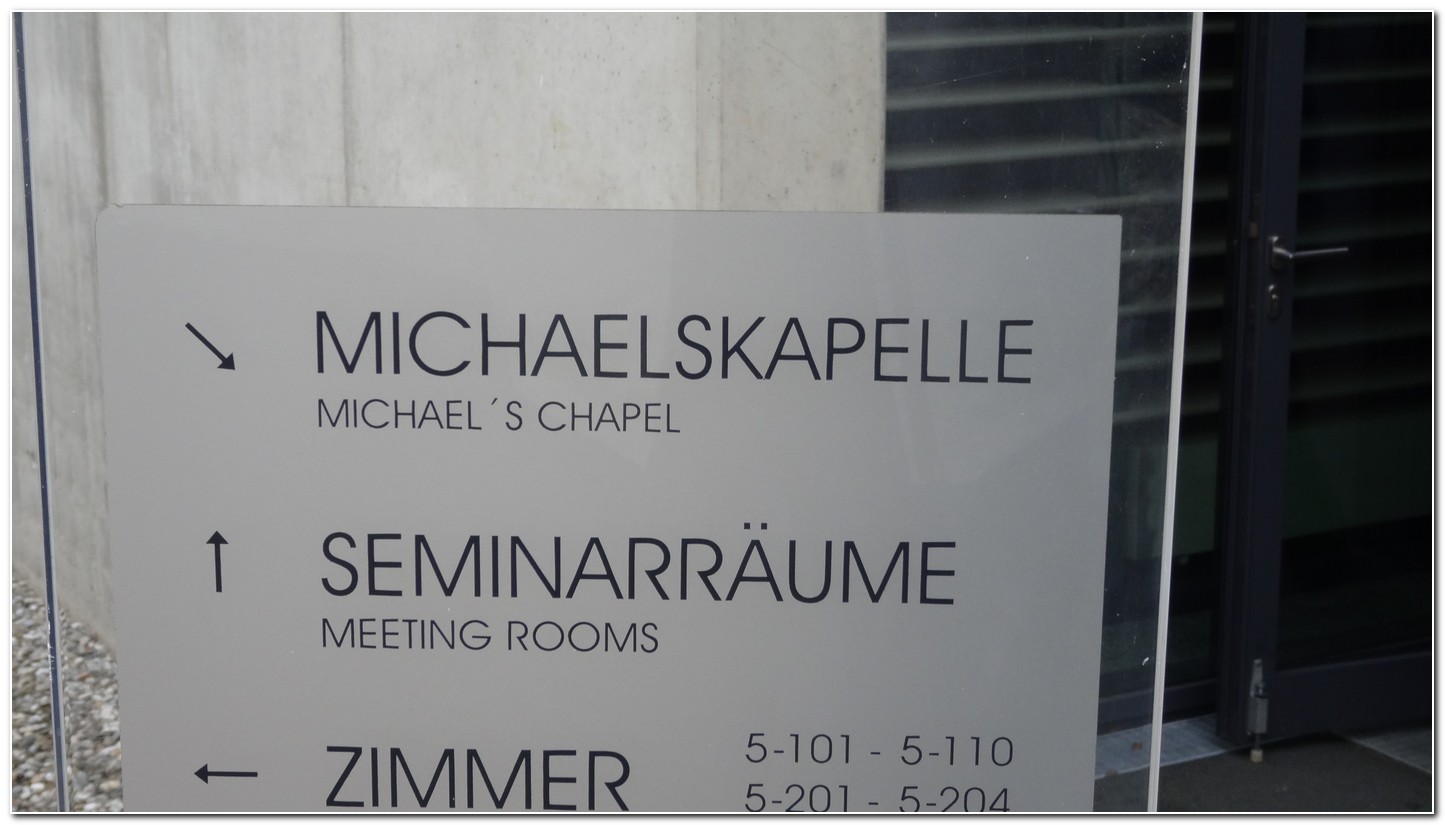 MICHAELSKAPELLE
MICHAEL´S CHAPEL
SEMINARRÄUME
MEETING ROOMS
ZIMMER 5-101 - 5-110
5-201 - 5-204